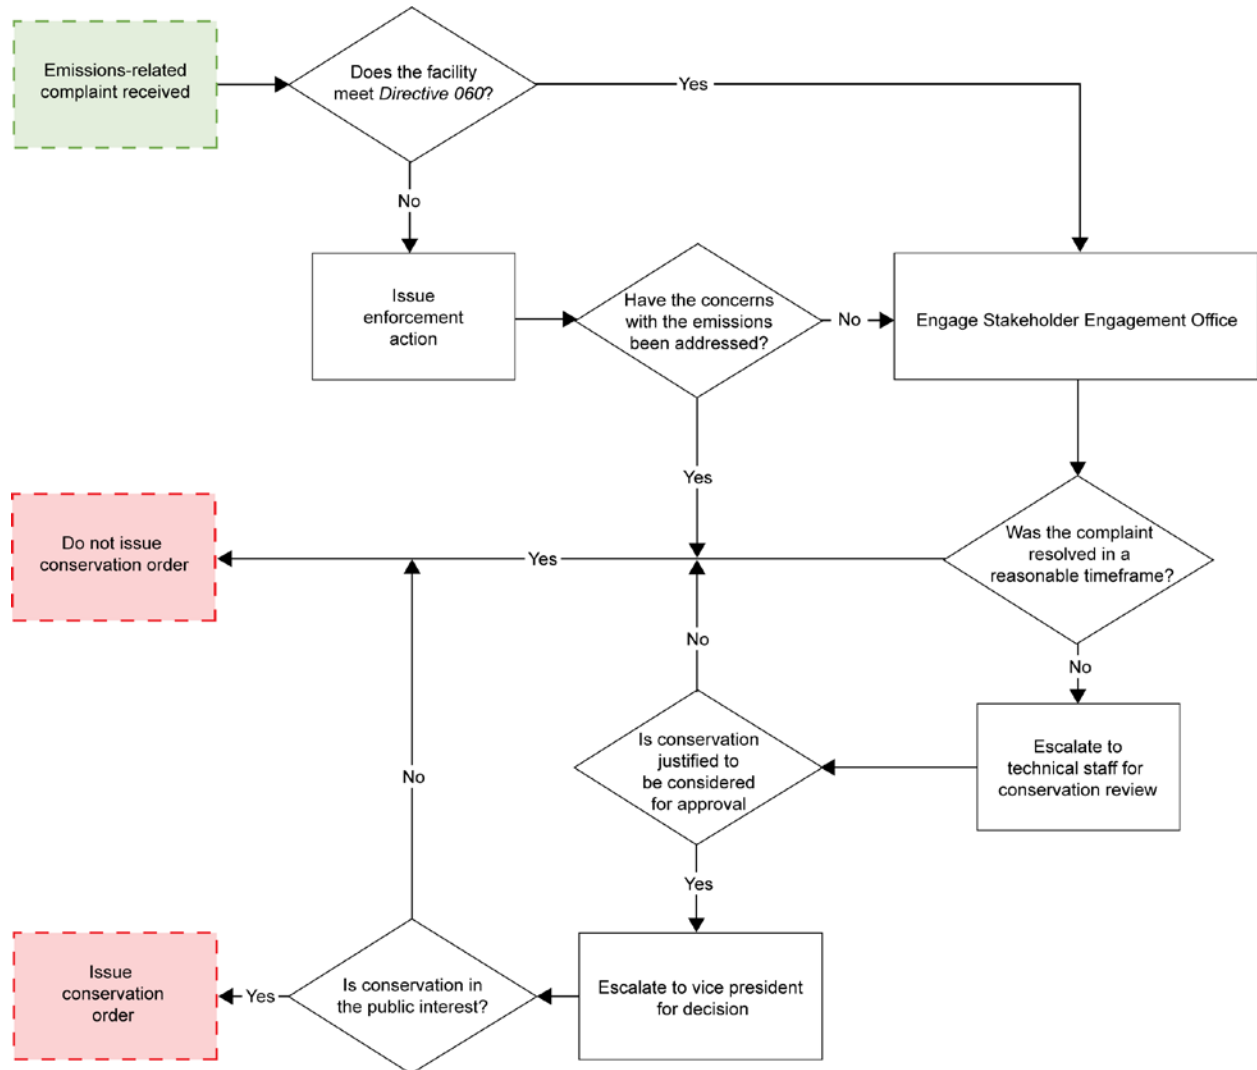 Emissions-related
complaint received
Does the facility
meet Directive 060?
Yes
No
Issue
enforcement
action
Have the concerns
with the emissions
been addressed?
No
Engage Stakeholder Engagement Office
Yes
Do not issue
conservation order
Yes
Was the complaint
resolved in a
reasonable timeframe?
No
No
Is conservation
justified to
be considered
for approval
Escalate to
technical staff for
conservation review
No
Yes
Issue
conservation
order
Yes
Is conservation in
the public interest?
Escalate to vice president
for decision